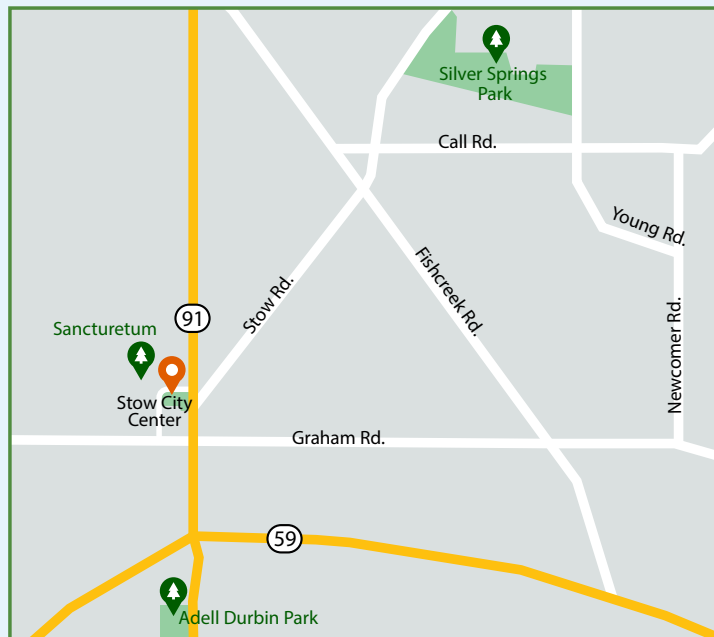 Silver Springs
Park
Call Rd.
Young Rd.
Stow Rd.
Fishcreek Rd.
91
Sancturetum
Newcomer Rd.
Stow City
Center
Graham Rd.
59
Adell Durbin Park